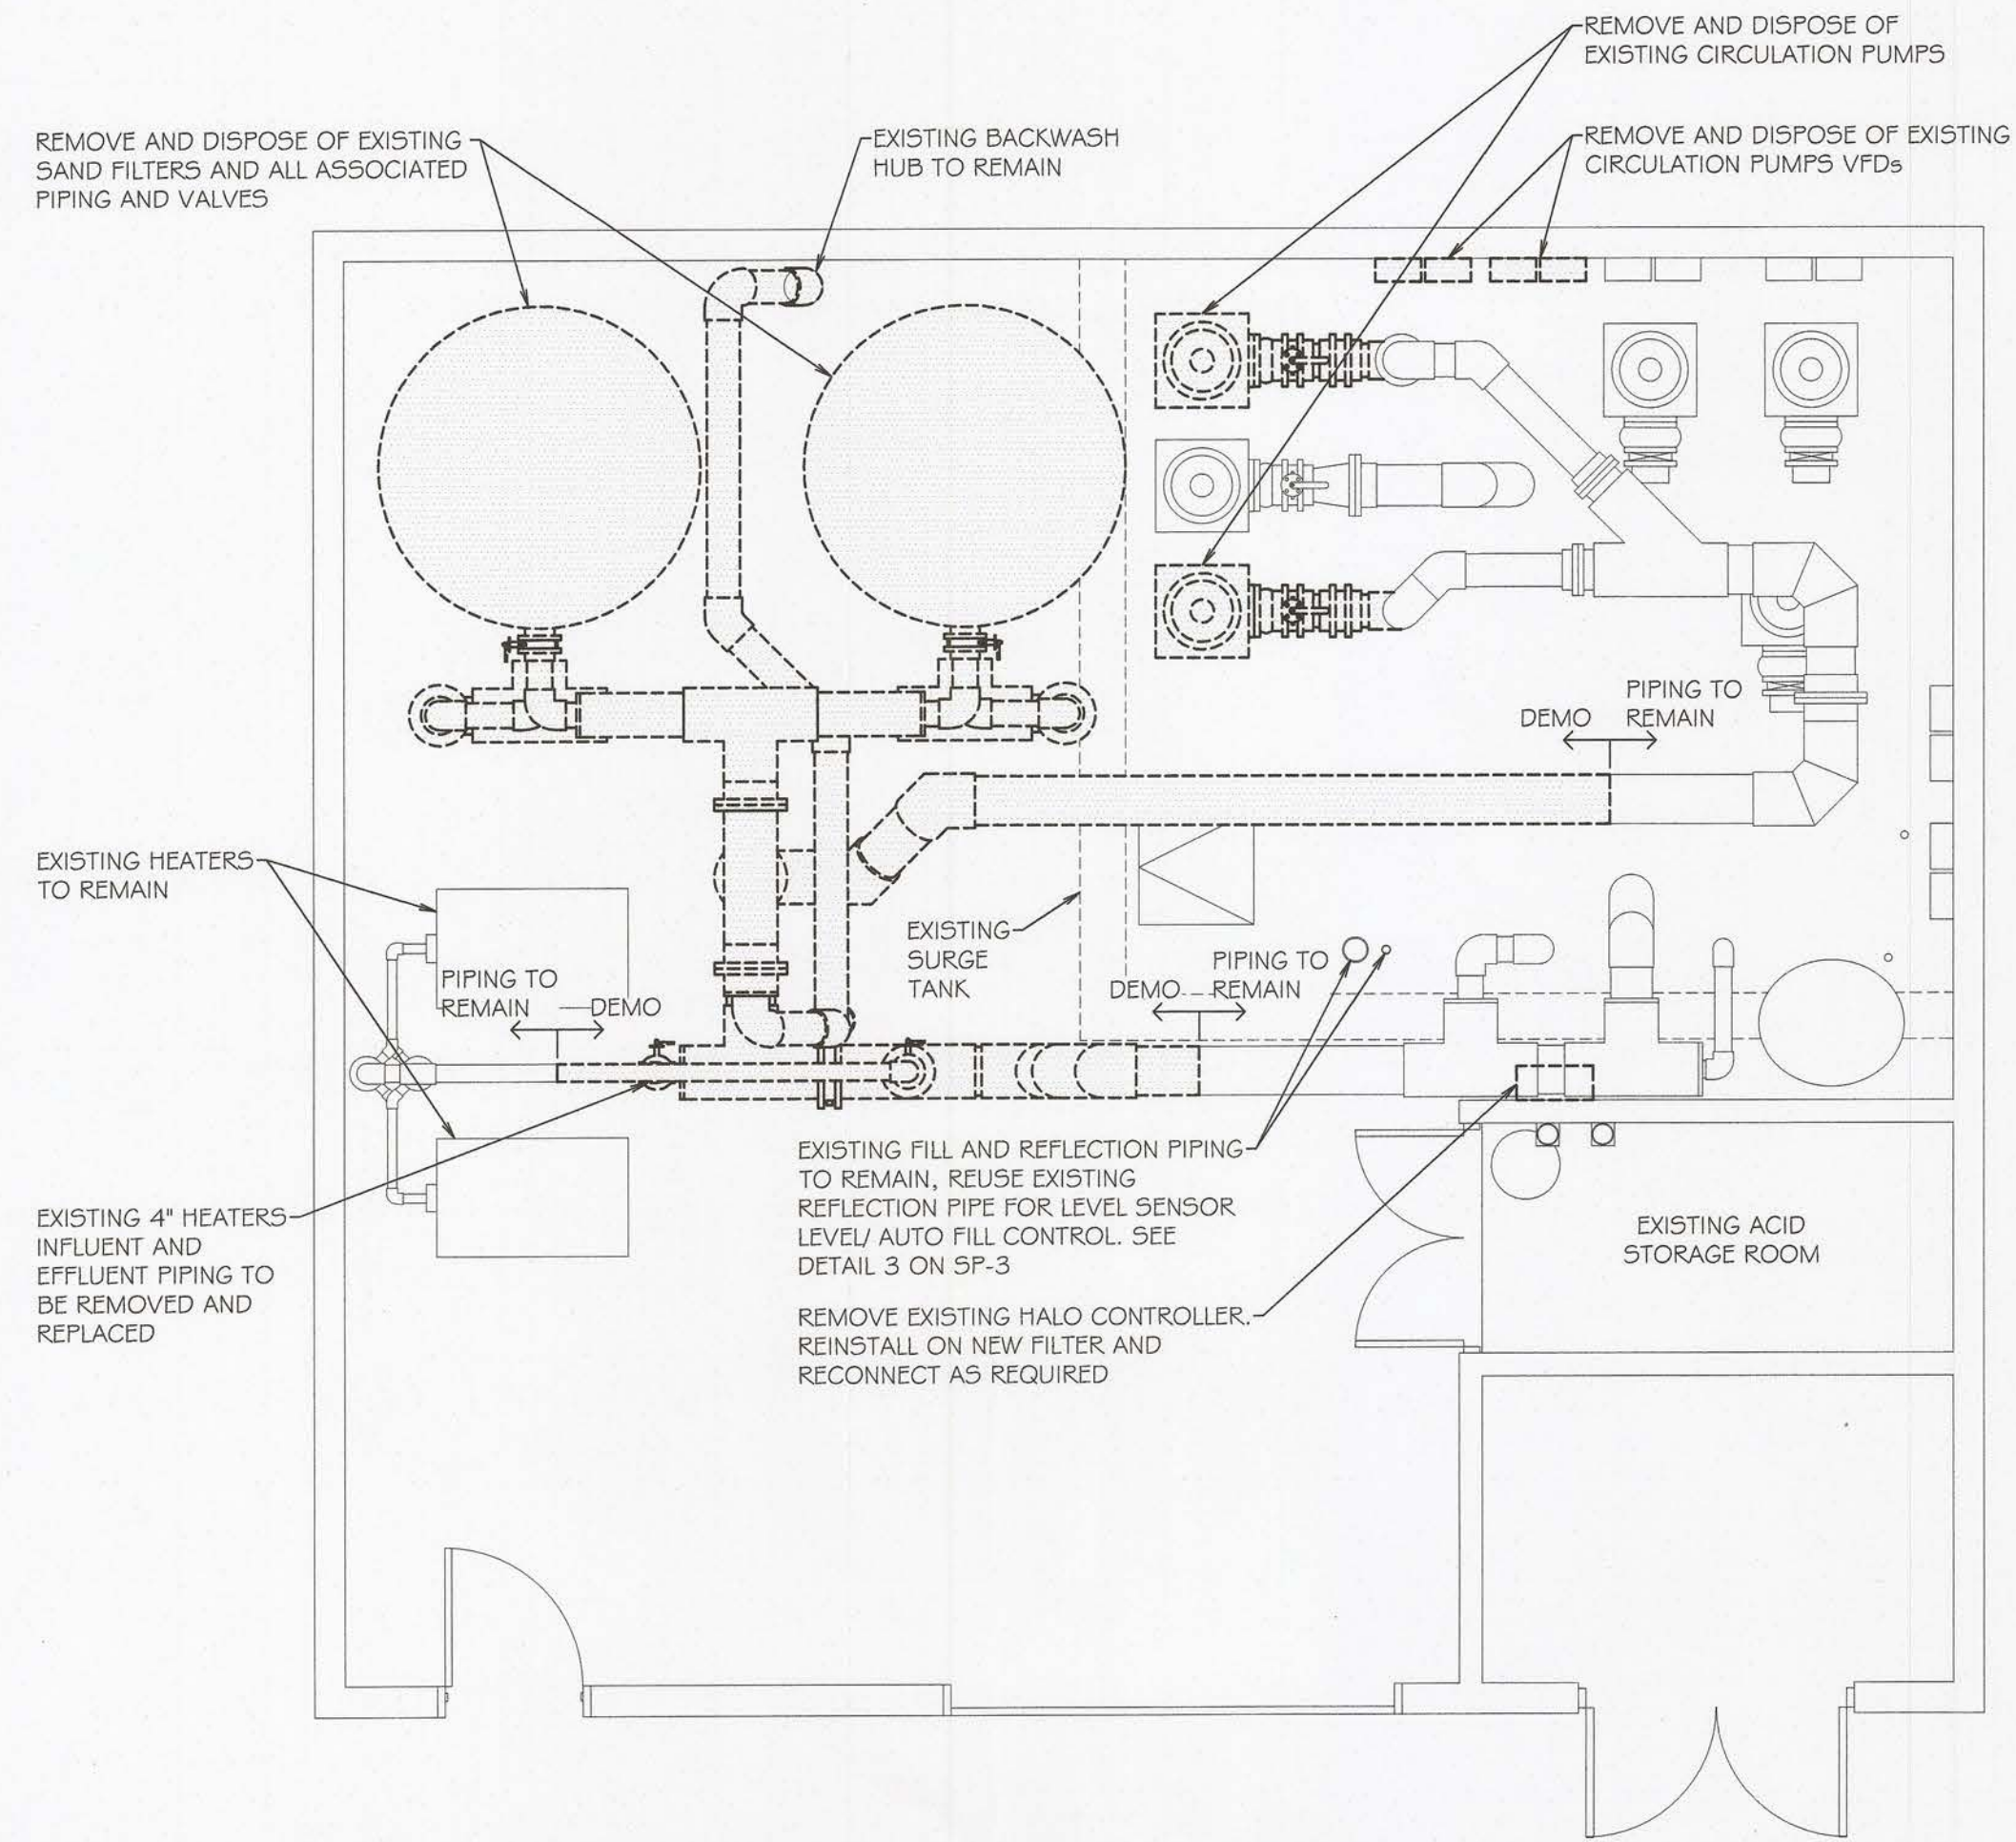 REMOVE AND DISPOSE OF
EXISTING CIRCULATION PUMPS
REMOVE AND DISPOSE OF EXISTING
SAND FILTERS AND ALL ASSOCIATED
PIPING AND VALVES
EXISTING BACKWASH
HUB TO REMAIN
REMOVE AND DISPOSE OF EXISTING
CIRCULATION PUMPS VFDs
PIPING TO
REMAIN
DEMO
EXISTING HEATERS
TO REMAIN
EXISTING
SURGE
TANK
PIPING TO
REMAIN
DEMO
PIPING TO
REMAIN
DEMO
EXISTING FILL AND REFLECTION PIPING
TO REMAIN, REUSE EXISTING
REFLECTION PIPE FOR LEVEL SENSOR
LEVEL/ AUTO FILL CONTROL. SEE
DETAIL 3 ON SP-3
EXISTING 4" HEATERS
INFLUENT AND
EFFLUENT PIPING TO
BE REMOVED AND
REPLACED
EXISTING ACID
STORAGE ROOM
REMOVE EXISTING HALO CONTROLLER.
REINSTALL ON NEW FILTER AND
RECONNECT AS REQUIRED